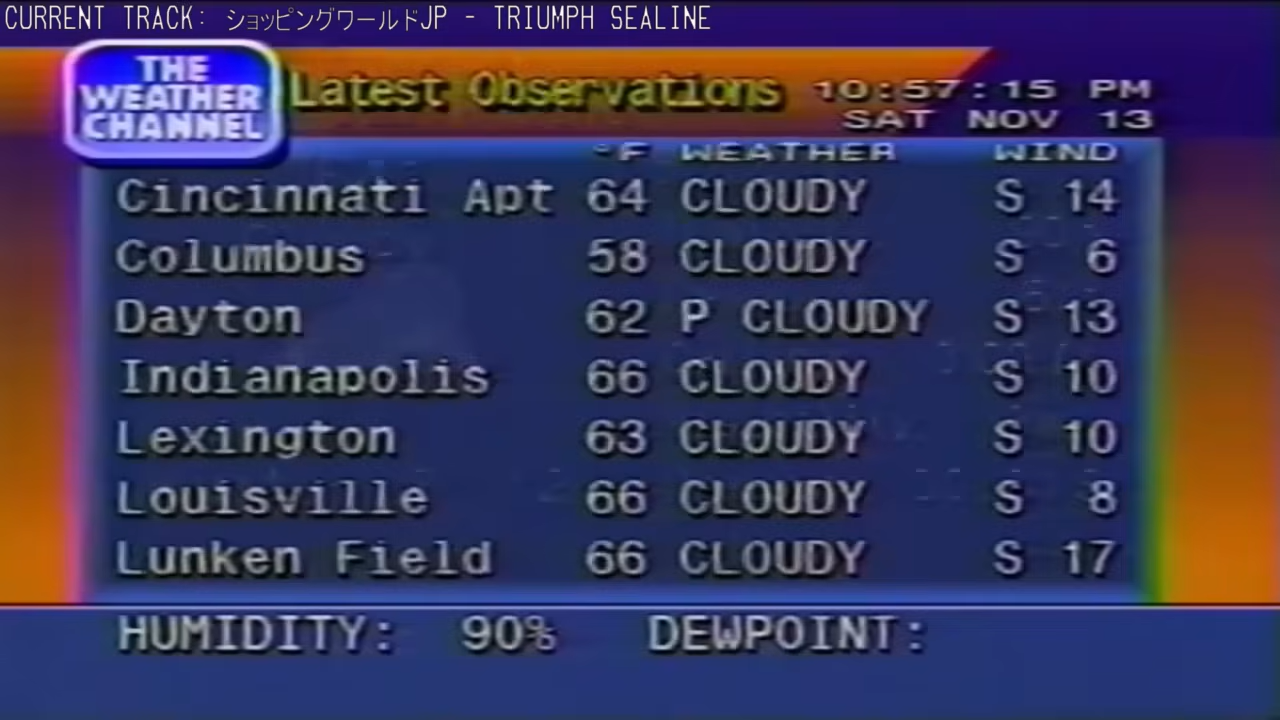 CURRENT TRACK: ショッピングワールドJP - TRIUMPH SEALINE
THE
WEATHER
CHANNEL
Latest Observations 10:57:15 PM
SAT NOV 13
°F WEATHER WIND
Cincinnati Apt 64 CLOUDY S 14
Columbus 58 CLOUDY S 6
Dayton 62 P CLOUDY S 13
Indianapolis 66 CLOUDY S 10
Lexington 63 CLOUDY S 10
Louisville 66 CLOUDY S 8
Lunken Field 66 CLOUDY S 17
HUMIDITY: 90% DEWPOINT: